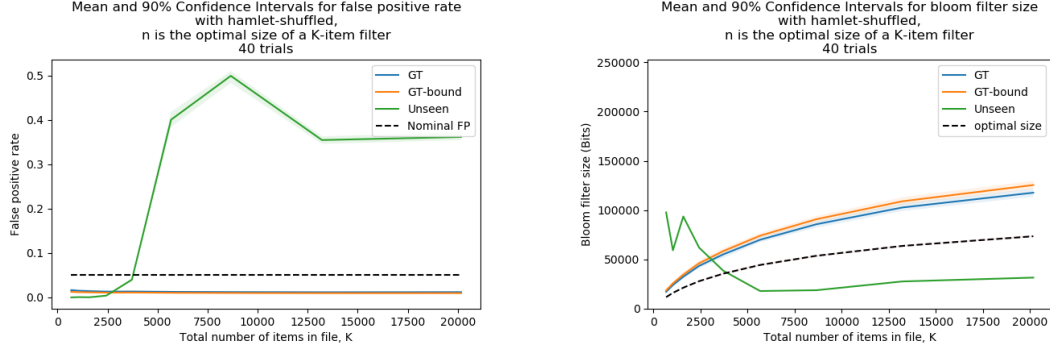 Mean and 90% Confidence Intervals for false positive rate
with hamlet-shuffled,
n is the optimal size of a K-item filter
40 trials
0.5
0.4
0.3
0.2
0.1
0.0
False positive rate
GT
GT-bound
Unseen
Nominal FP
0 2500 5000 7500 10000 12500 15000 17500 20000
Total number of items in file, K
Mean and 90% Confidence Intervals for bloom filter size
with hamlet-shuffled,
n is the optimal size of a K-item filter
40 trials
250000
200000
150000
100000
50000
0
Bloom filter size (Bits)
GT
GT-bound
Unseen
optimal size
0 2500 5000 7500 10000 12500 15000 17500 20000
Total number of items in file, K